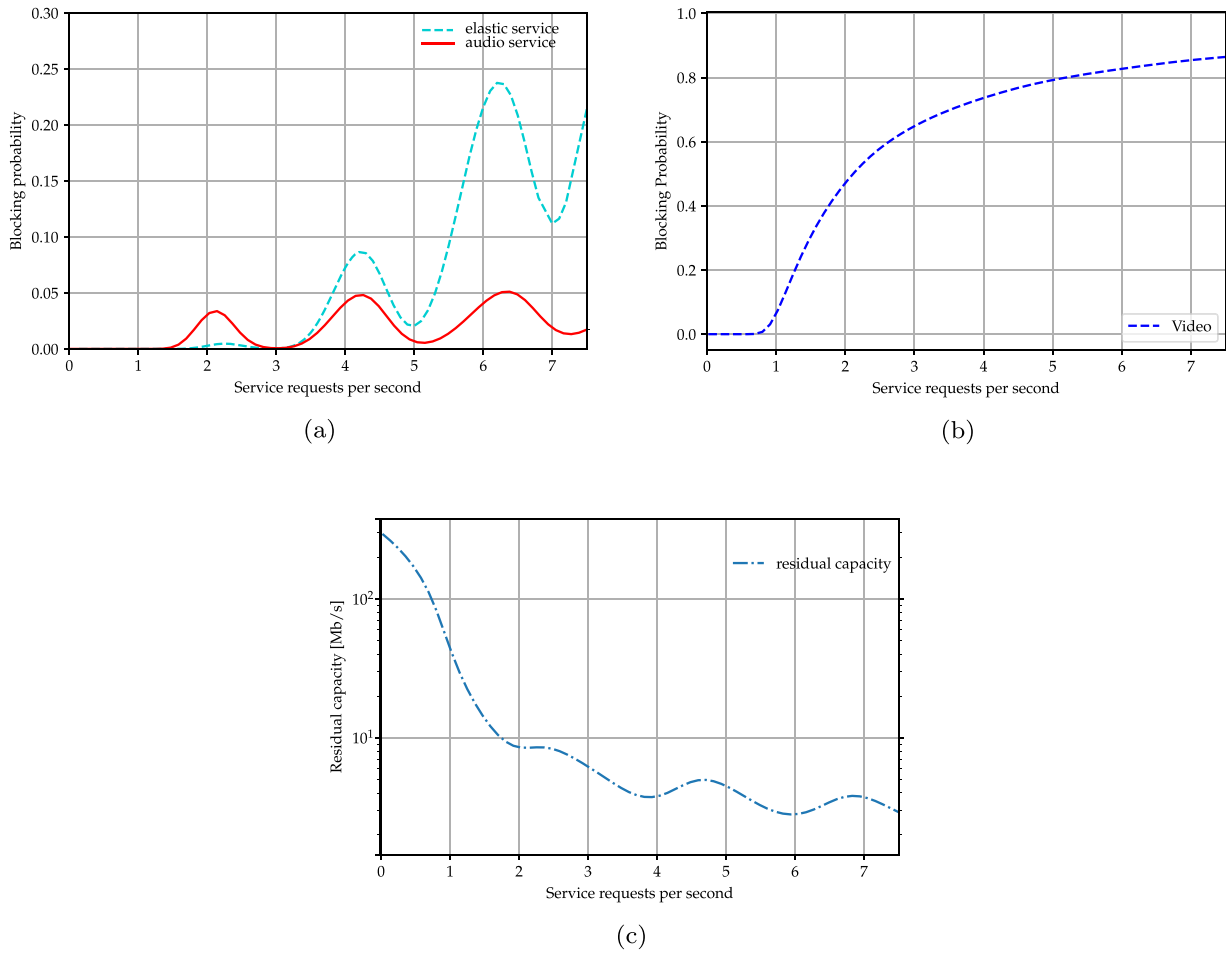 0.30
0.25
0.20
0.15
0.10
0.05
0.00
Blocking probability
elastic service
audio service
0 1 2 3 4 5 6 7
Service requests per second
(a)
1.0
0.8
0.6
0.4
0.2
0.0
Blocking Probability
Video
0 1 2 3 4 5 6 7
Service requests per second
(b)
10²
10¹
Residual capacity [Mb/s]
residual capacity
0 1 2 3 4 5 6 7
Service requests per second
(c)